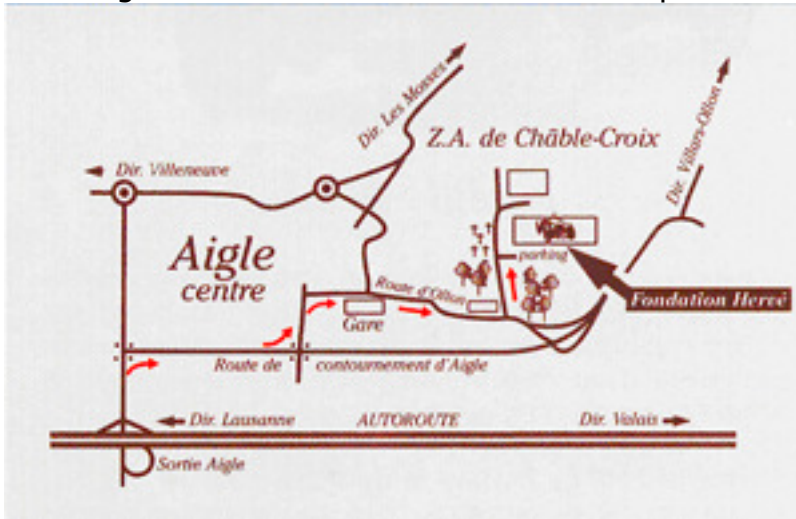 Dir. Les Mosses
Z.A. de Châble-Croix
Dir. Villars-Ollon
Dir. Villeneuve
Aigle
centre
parking
Route d'Ollon
Fondation Hervé
Gare
Route de contournement d'Aigle
Dir. Lausanne
AUTOROUTE
Dir. Valais
Sortie Aigle